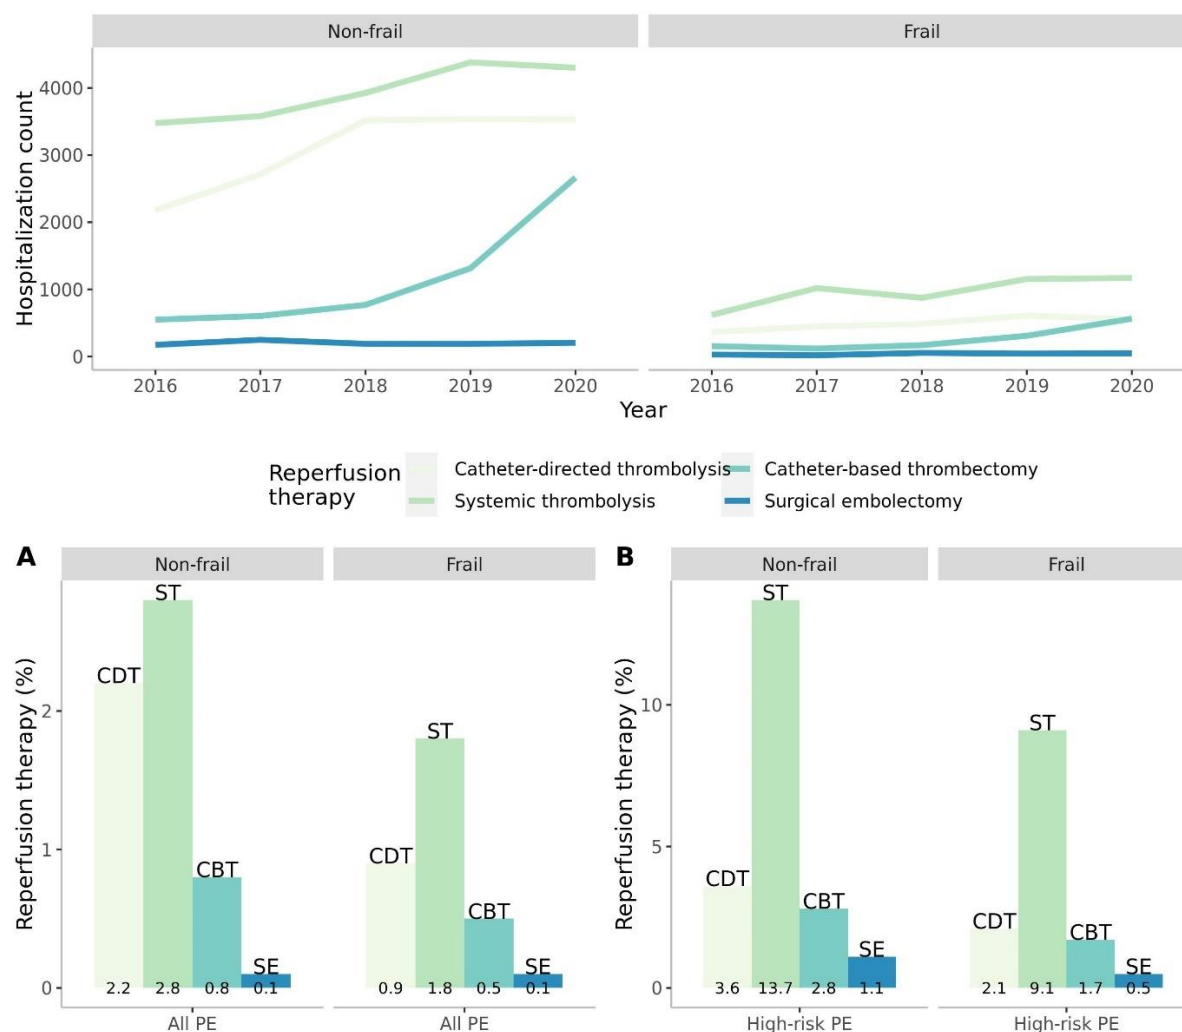 Non-frail
Frail
Hospitalization count
4000
3000
2000
1000
0
2016 2017 2018 2019 2020
2016 2017 2018 2019 2020
Year
Reperfusion therapy
Catheter-directed thrombolysis
Catheter-based thrombectomy
Systemic thrombolysis
Surgical embolectomy
A
Non-frail
Frail
Reperfusion therapy (%)
2
1
0
CDT
ST
CBT
SE
2.2 2.8 0.8 0.1
All PE
CDT
ST
CBT
SE
0.9 1.8 0.5 0.1
All PE
B
Non-frail
Frail
Reperfusion therapy (%)
10
5
0
CDT
ST
CBT
SE
3.6 13.7 2.8 1.1
High-risk PE
CDT
ST
CBT
SE
2.1 9.1 1.7 0.5
High-risk PE